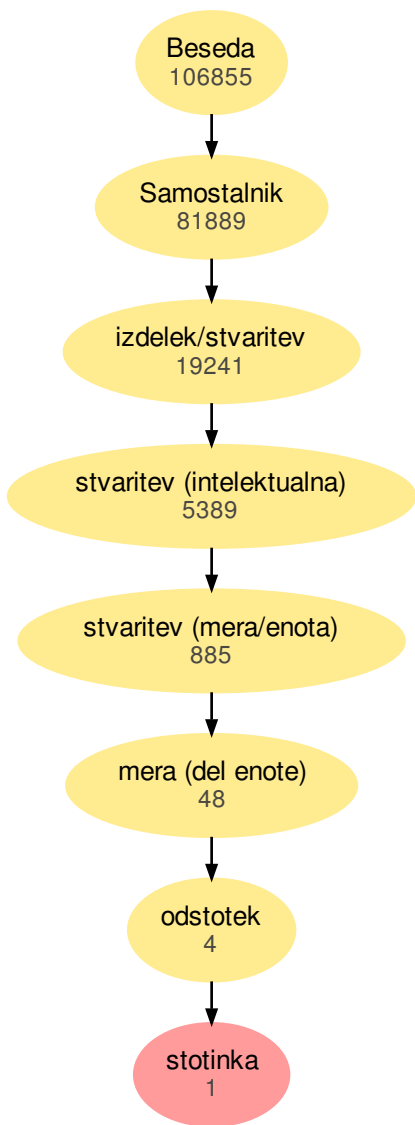 Beseda
106855
Samostalnik
81889
izdelek/stvaritev
19241
stvaritev (intelektualna)
5389
stvaritev (mera/enota)
885
mera (del enote)
48
odstotek
4
stotinka
1